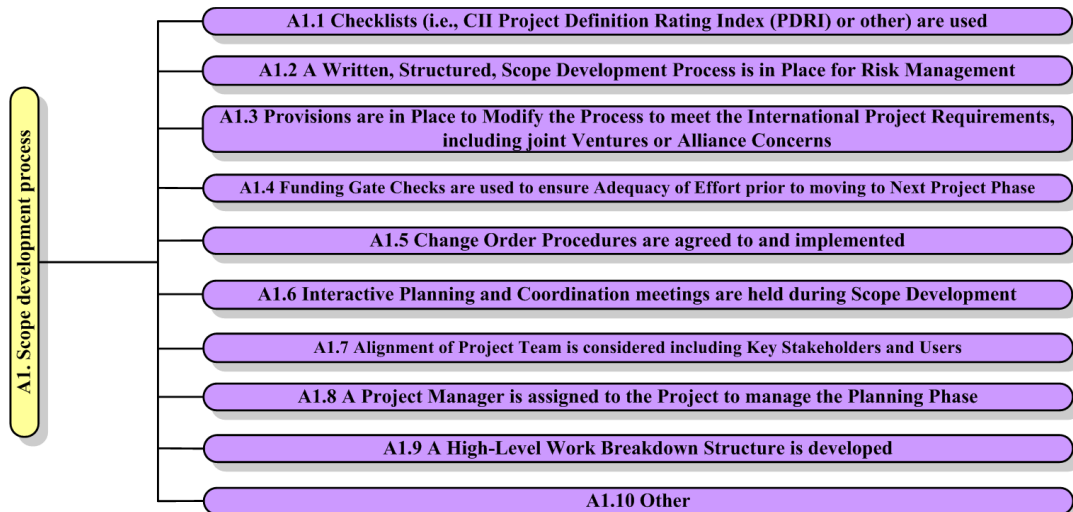 A1. Scope development process
A1.1 Checklists (i.e., CII Project Definition Rating Index (PDRI) or other) are used
A1.2 A Written, Structured, Scope Development Process is in Place for Risk Management
A1.3 Provisions are in Place to Modify the Process to meet the International Project Requirements,
including joint Ventures or Alliance Concerns
A1.4 Funding Gate Checks are used to ensure Adequacy of Effort prior to moving to Next Project Phase
A1.5 Change Order Procedures are agreed to and implemented
A1.6 Interactive Planning and Coordination meetings are held during Scope Development
A1.7 Alignment of Project Team is considered including Key Stakeholders and Users
A1.8 A Project Manager is assigned to the Project to manage the Planning Phase
A1.9 A High-Level Work Breakdown Structure is developed
A1.10 Other